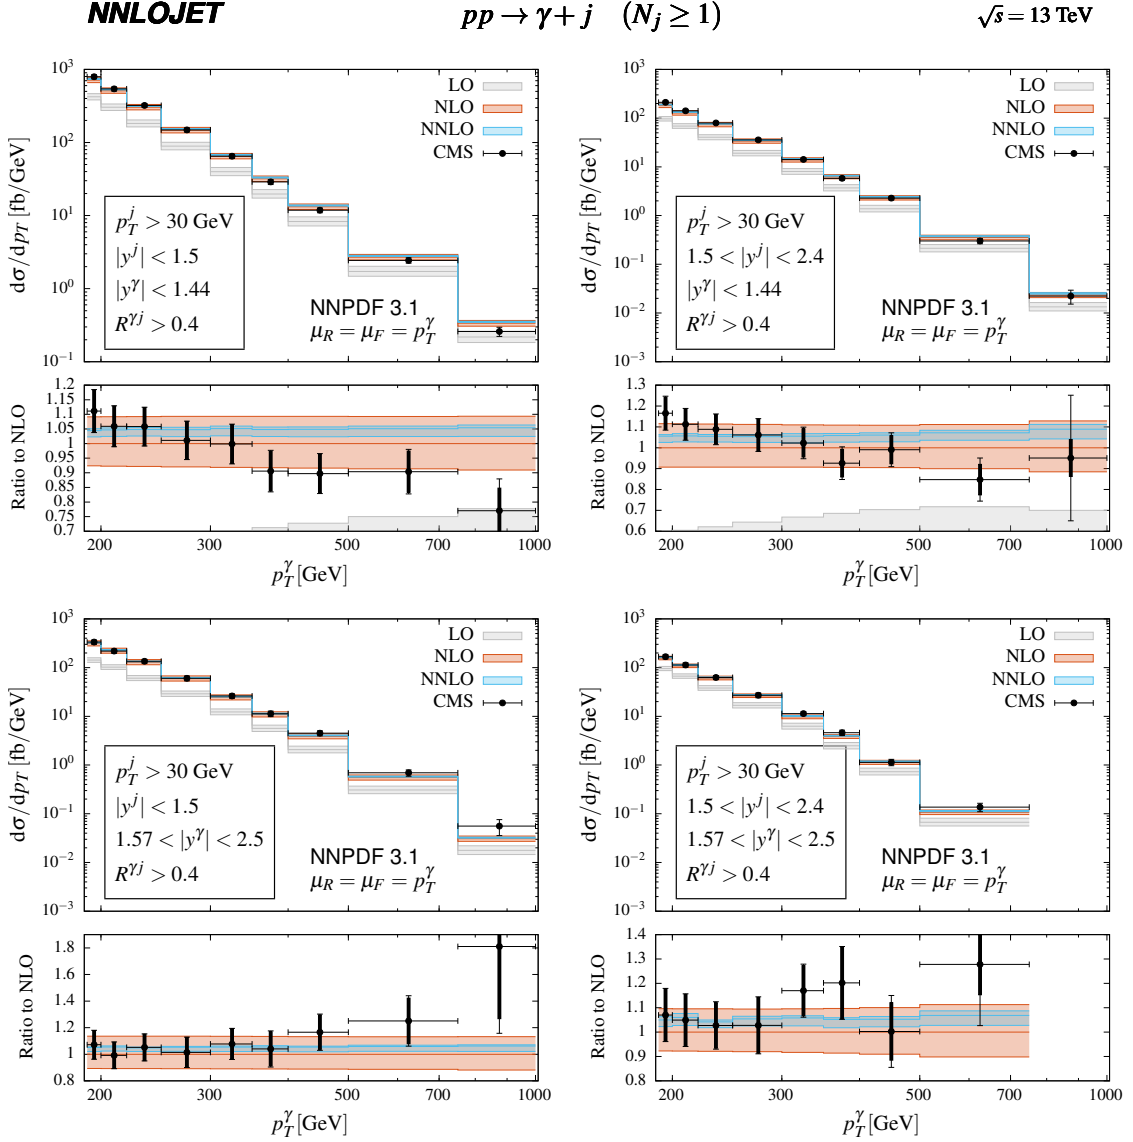 NNLOJET pp → γ + j (N_j ≥ 1) √s = 13 TeV
10^3
10^2
10^1
10^0
10^−1
dσ/dp_T [fb/GeV]
LO
NLO
NNLO
CMS
p_T^j > 30 GeV
|y^j| < 1.5
|y^γ| < 1.44
R^γj > 0.4
NNPDF 3.1
μ_R = μ_F = p_T^γ
1.2
1.15
1.1
1.05
1
0.95
0.9
0.85
0.8
0.75
0.7
Ratio to NLO
200 300 500 700 1000
p_T^γ [GeV]
10^4
10^3
10^2
10^1
10^0
10^−1
10^−2
10^−3
dσ/dp_T [fb/GeV]
LO
NLO
NNLO
CMS
p_T^j > 30 GeV
1.5 < |y^j| < 2.4
|y^γ| < 1.44
R^γj > 0.4
NNPDF 3.1
μ_R = μ_F = p_T^γ
1.3
1.2
1.1
1
0.9
0.8
0.7
0.6
Ratio to NLO
200 300 500 700 1000
p_T^γ [GeV]
10^3
10^2
10^1
10^0
10^−1
10^−2
10^−3
dσ/dp_T [fb/GeV]
LO
NLO
NNLO
CMS
p_T^j > 30 GeV
|y^j| < 1.5
1.57 < |y^γ| < 2.5
R^γj > 0.4
NNPDF 3.1
μ_R = μ_F = p_T^γ
1.8
1.6
1.4
1.2
1
0.8
Ratio to NLO
200 300 500 700 1000
p_T^γ [GeV]
10^3
10^2
10^1
10^0
10^−1
10^−2
10^−3
dσ/dp_T [fb/GeV]
LO
NLO
NNLO
CMS
p_T^j > 30 GeV
1.5 < |y^j| < 2.4
1.57 < |y^γ| < 2.5
R^γj > 0.4
NNPDF 3.1
μ_R = μ_F = p_T^γ
1.4
1.3
1.2
1.1
1
0.9
0.8
Ratio to NLO
200 300 500 700 1000
p_T^γ [GeV]